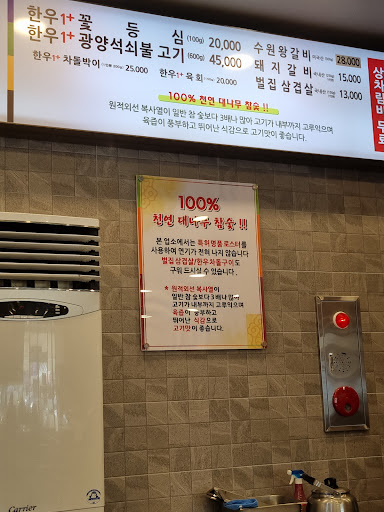 한우1+ 꽃 등 심 (100g) 20,000 수원왕갈비 28,000
한우1+ 광양석쇠불고기 (600g) 45,000 돼지갈비 15,000
한우1+ 차돌박이 25,000 한우1+ 육회 20,000 벌집삼겹살 13,000
100% 천연 대나무 참숯 !!
원적외선 복사열이 일반 참 숯보다 3배나 많아 고기가 내부까지 고루익으며
육즙이 풍부하고 뛰어난 식감으로 고기맛이 좋습니다.
상차림비 무료
100%
천연 대나무 참숯 !!
본 업소에서는 특허명품로스터를
사용하여 연기가 전혀 나지 않습니다
벌집삼겹살/한우차돌구이도
구워 드시실 수 있습니다.
* 원적외선 복사열이
일반 참 숯보다 3배나 많아
고기가 내부까지 고루익으며
육즙이 풍부하고
뛰어난 식감으로
고기맛이 좋습니다.
Carrier